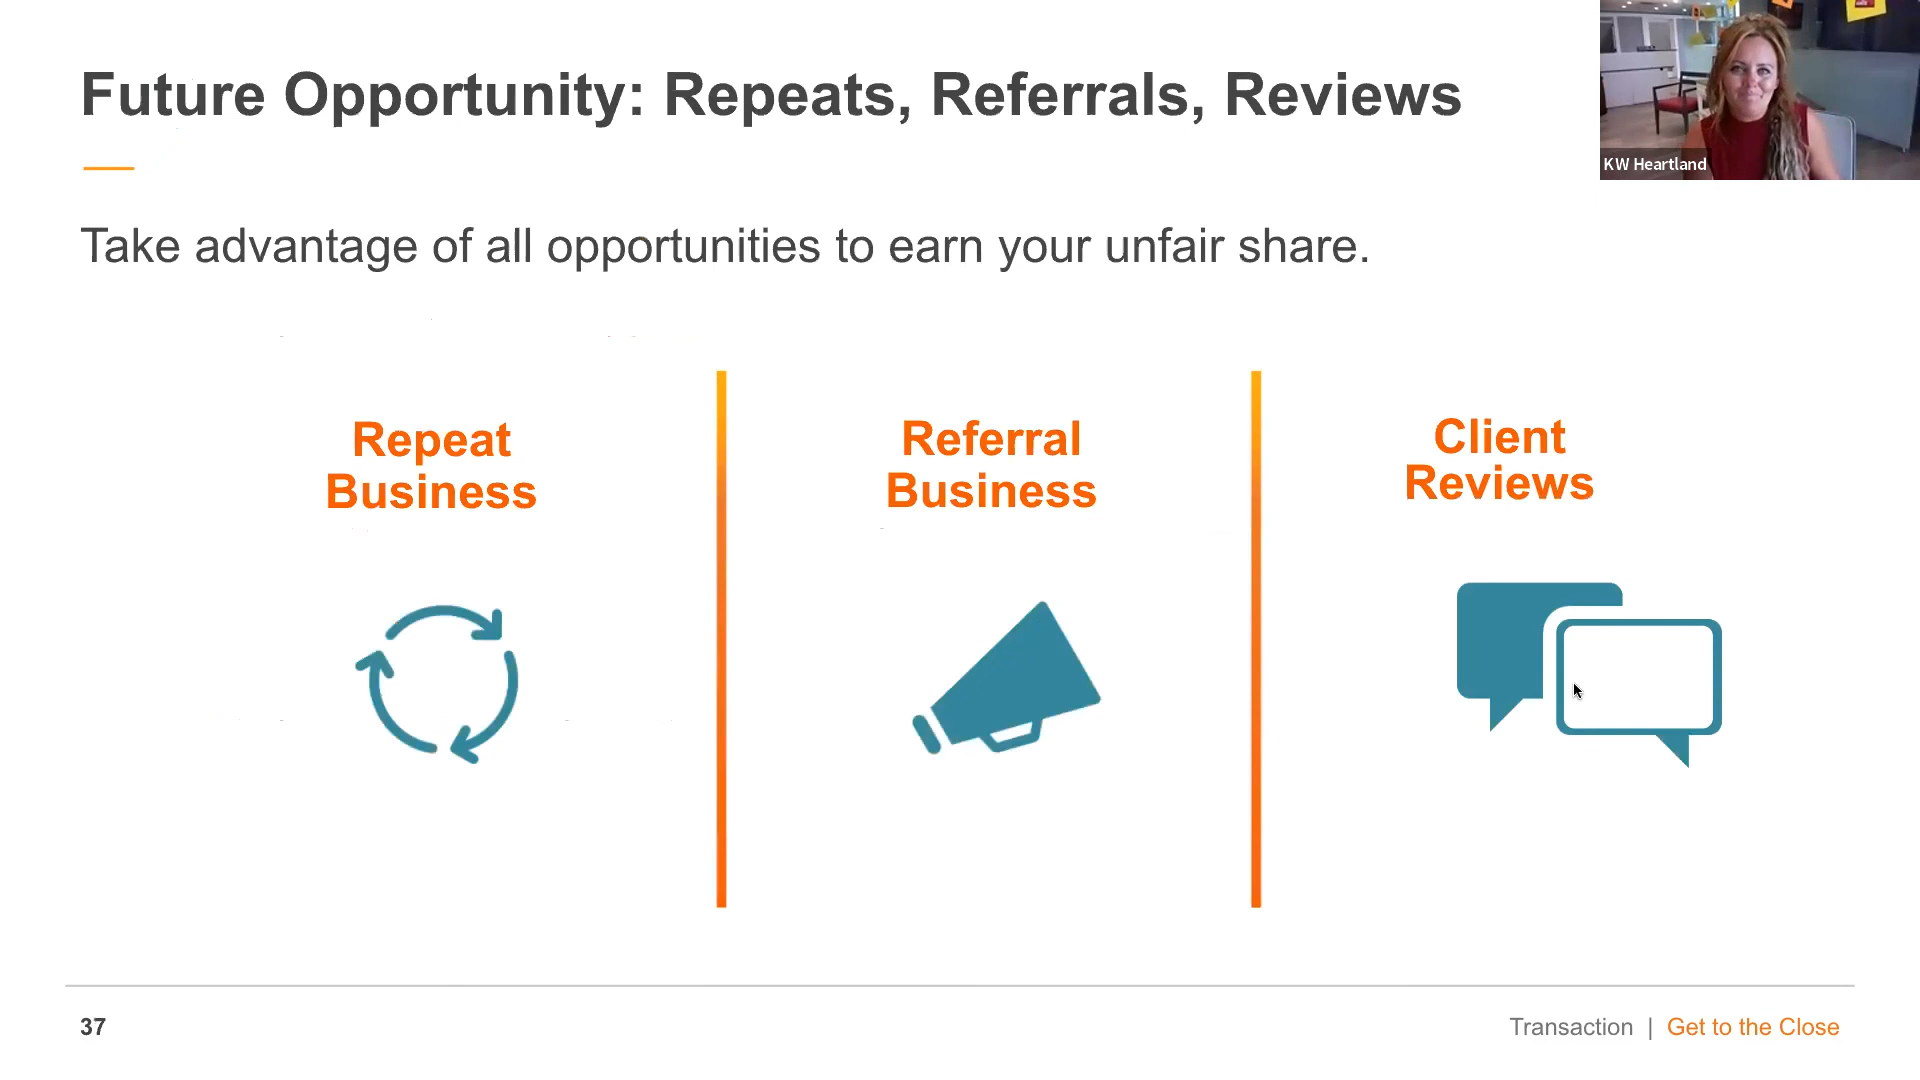 Future Opportunity: Repeats, Referrals, Reviews
KW Heartland
Take advantage of all opportunities to earn your unfair share.
Repeat
Business
Referral
Business
Client
Reviews
37
Transaction | Get to the Close